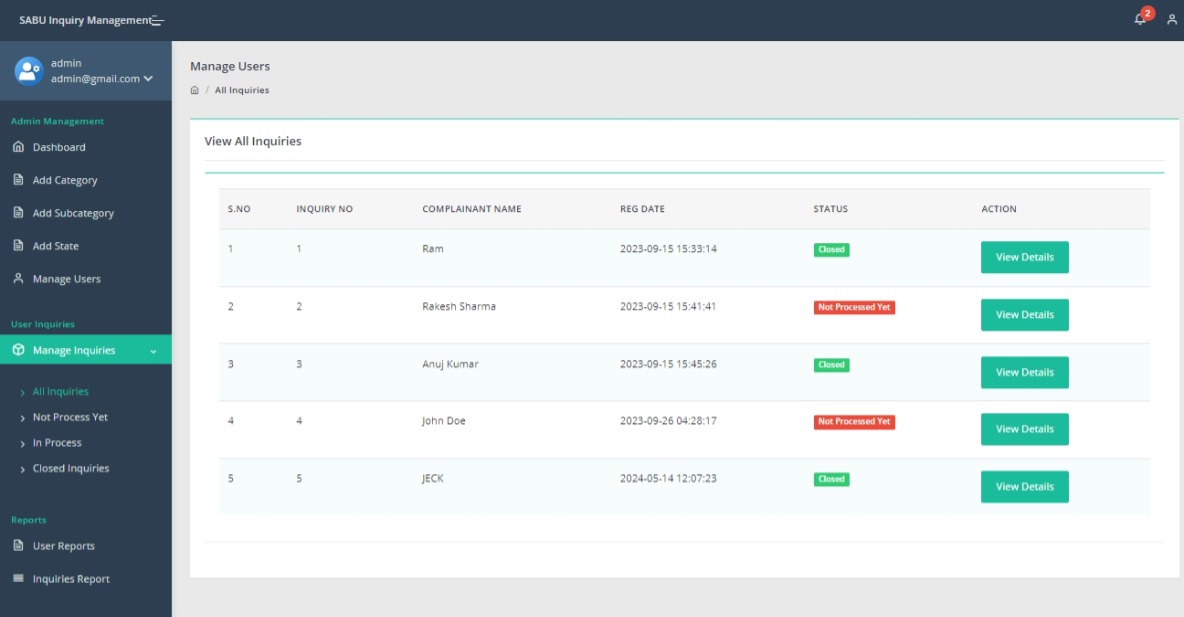 SABU Inquiry Management
2
admin
admin@gmail.com
Admin Management
Dashboard
Add Category
Add Subcategory
Add State
Manage Users
User Inquiries
Manage Inquiries
All Inquiries
Not Process Yet
In Process
Closed Inquiries
Reports
User Reports
Inquiries Report
Manage Users
/ All Inquiries
View All Inquiries
S.NO INQUIRY NO COMPLAINANT NAME REG DATE STATUS ACTION
1 1 Ram 2023-09-15 15:33:14 Closed View Details
2 2 Rakesh Sharma 2023-09-15 15:41:41 Not Processed Yet View Details
3 3 Anuj Kumar 2023-09-15 15:45:26 Closed View Details
4 4 John Doe 2023-09-26 04:28:17 Not Processed Yet View Details
5 5 JECK 2024-05-14 12:07:23 Closed View Details